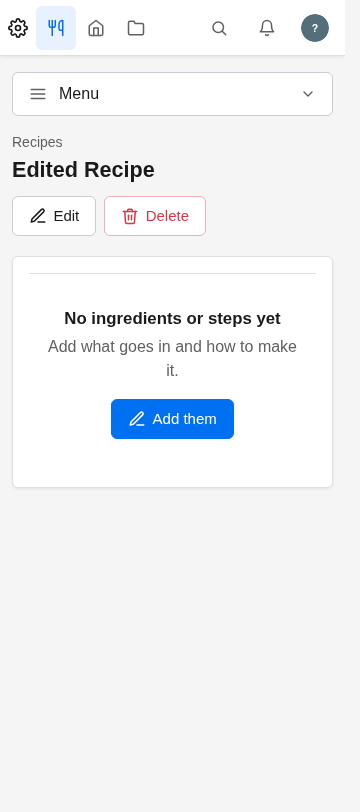 ?
Menu
Recipes
Edited Recipe
Edit
Delete
No ingredients or steps yet
Add what goes in and how to make
it.
Add them